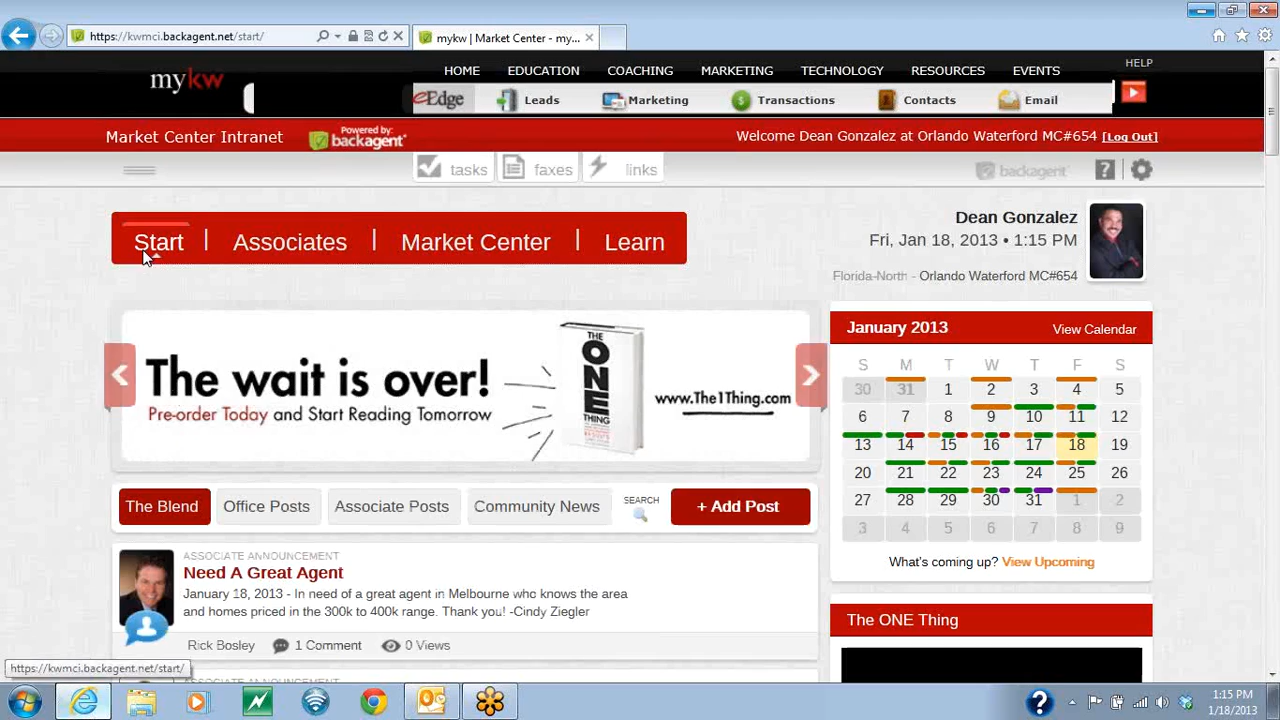 https://kwmci.backagent.net/start/
mykw | Market Center - my...
mykw
HOME EDUCATION COACHING MARKETING TECHNOLOGY RESOURCES EVENTS HELP
eEdge Leads Marketing Transactions Contacts Email
Market Center Intranet Powered by: backagent Welcome Dean Gonzalez at Orlando Waterford MC#654 [Log Out]
tasks faxes links backagent ?
Start | Associates | Market Center | Learn
Dean Gonzalez
Fri, Jan 18, 2013 • 1:15 PM
Florida-North - Orlando Waterford MC#654
The wait is over!
Pre-order Today and Start Reading Tomorrow
THE ONE THING
www.The1Thing.com
January 2013 View Calendar
S M T W T F S
30 31 1 2 3 4 5
6 7 8 9 10 11 12
13 14 15 16 17 18 19
20 21 22 23 24 25 26
27 28 29 30 31 1 2
3 4 5 6 7 8 9
What's coming up? View Upcoming
The Blend Office Posts Associate Posts Community News SEARCH + Add Post
ASSOCIATE ANNOUNCEMENT
Need A Great Agent
January 18, 2013 - In need of a great agent in Melbourne who knows the area
and homes priced in the 300k to 400k range. Thank you! -Cindy Ziegler
Rick Bosley 1 Comment 0 Views
The ONE Thing
https://kwmci.backagent.net/start/
1:15 PM
1/18/2013